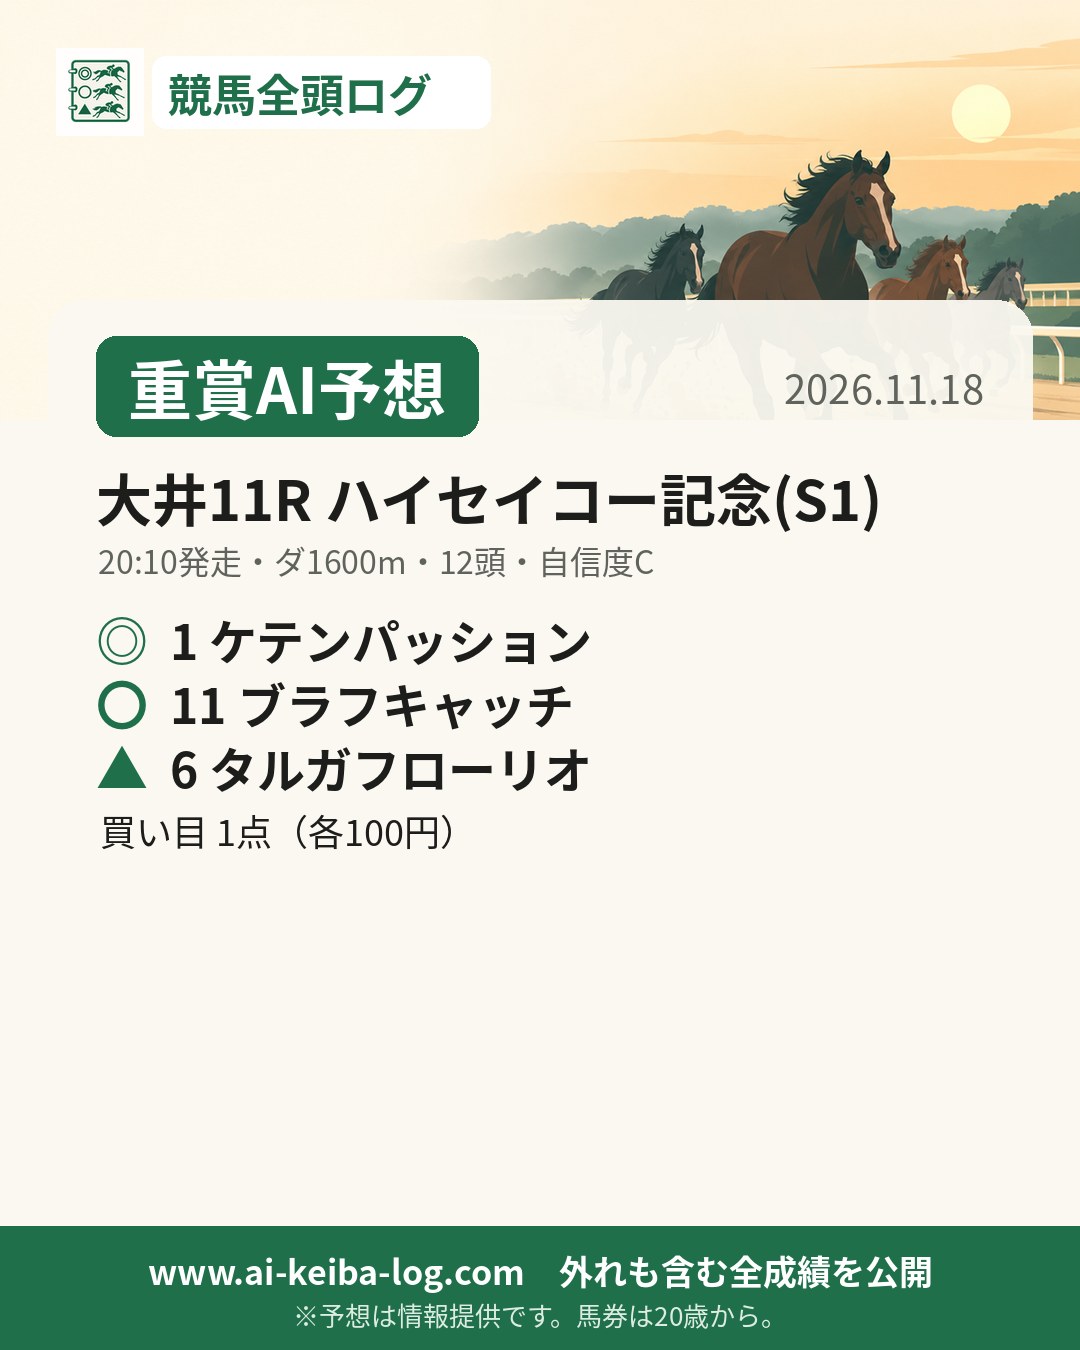 競馬全頭ログ
重賞AI予想
2026.11.18
大井11R ハイセイコー記念(S1)
20:10発走・ダ1600m・12頭・自信度C
◎ 1 ケテンパッション
○ 11 ブラフキャッチ
▲ 6 タルガフローリオ
買い目 1点（各100円）
www.ai-keiba-log.com　外れも含む全成績を公開
※予想は情報提供です。馬券は20歳から。